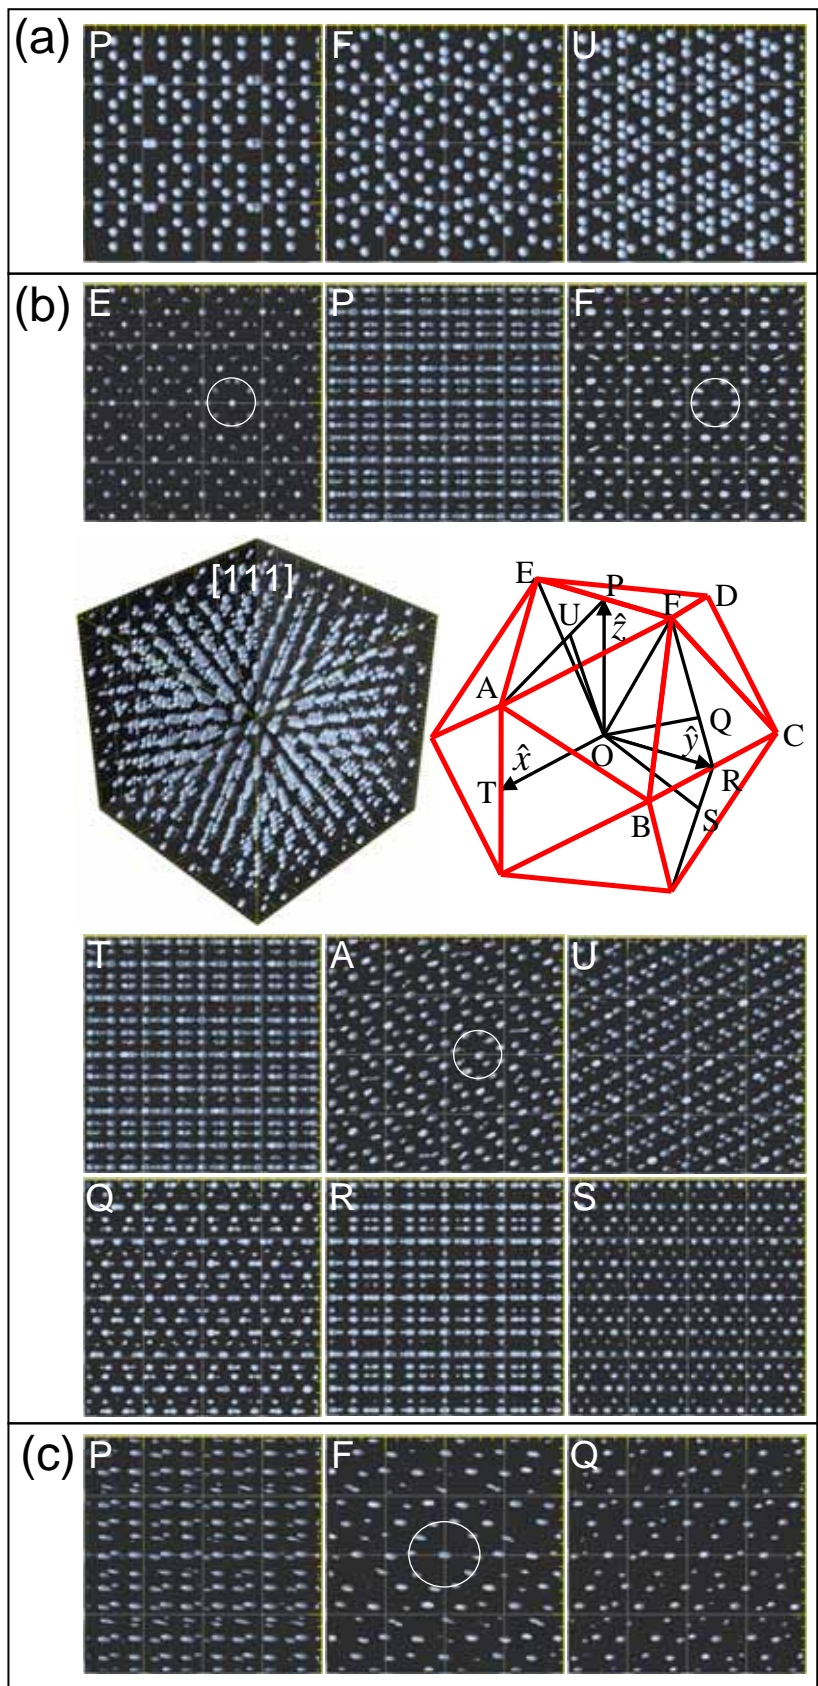 (a) P F U
(b) E P F
[111]
E P F D
U ẑ
A
Q
x̂ O ŷ C
T R
B S
T A U
Q R S
(c) P F Q